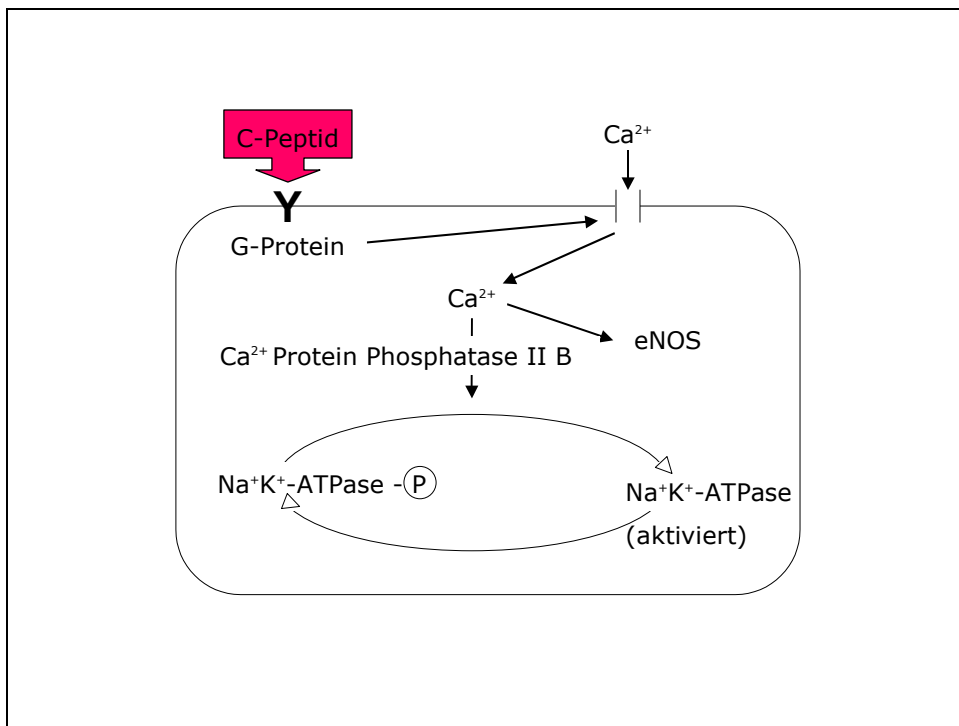 C-Peptid
Ca²⁺
Y
G-Protein
Ca²⁺
eNOS
Ca²⁺ Protein Phosphatase II B
Na⁺K⁺-ATPase -P
Na⁺K⁺-ATPase
(aktiviert)